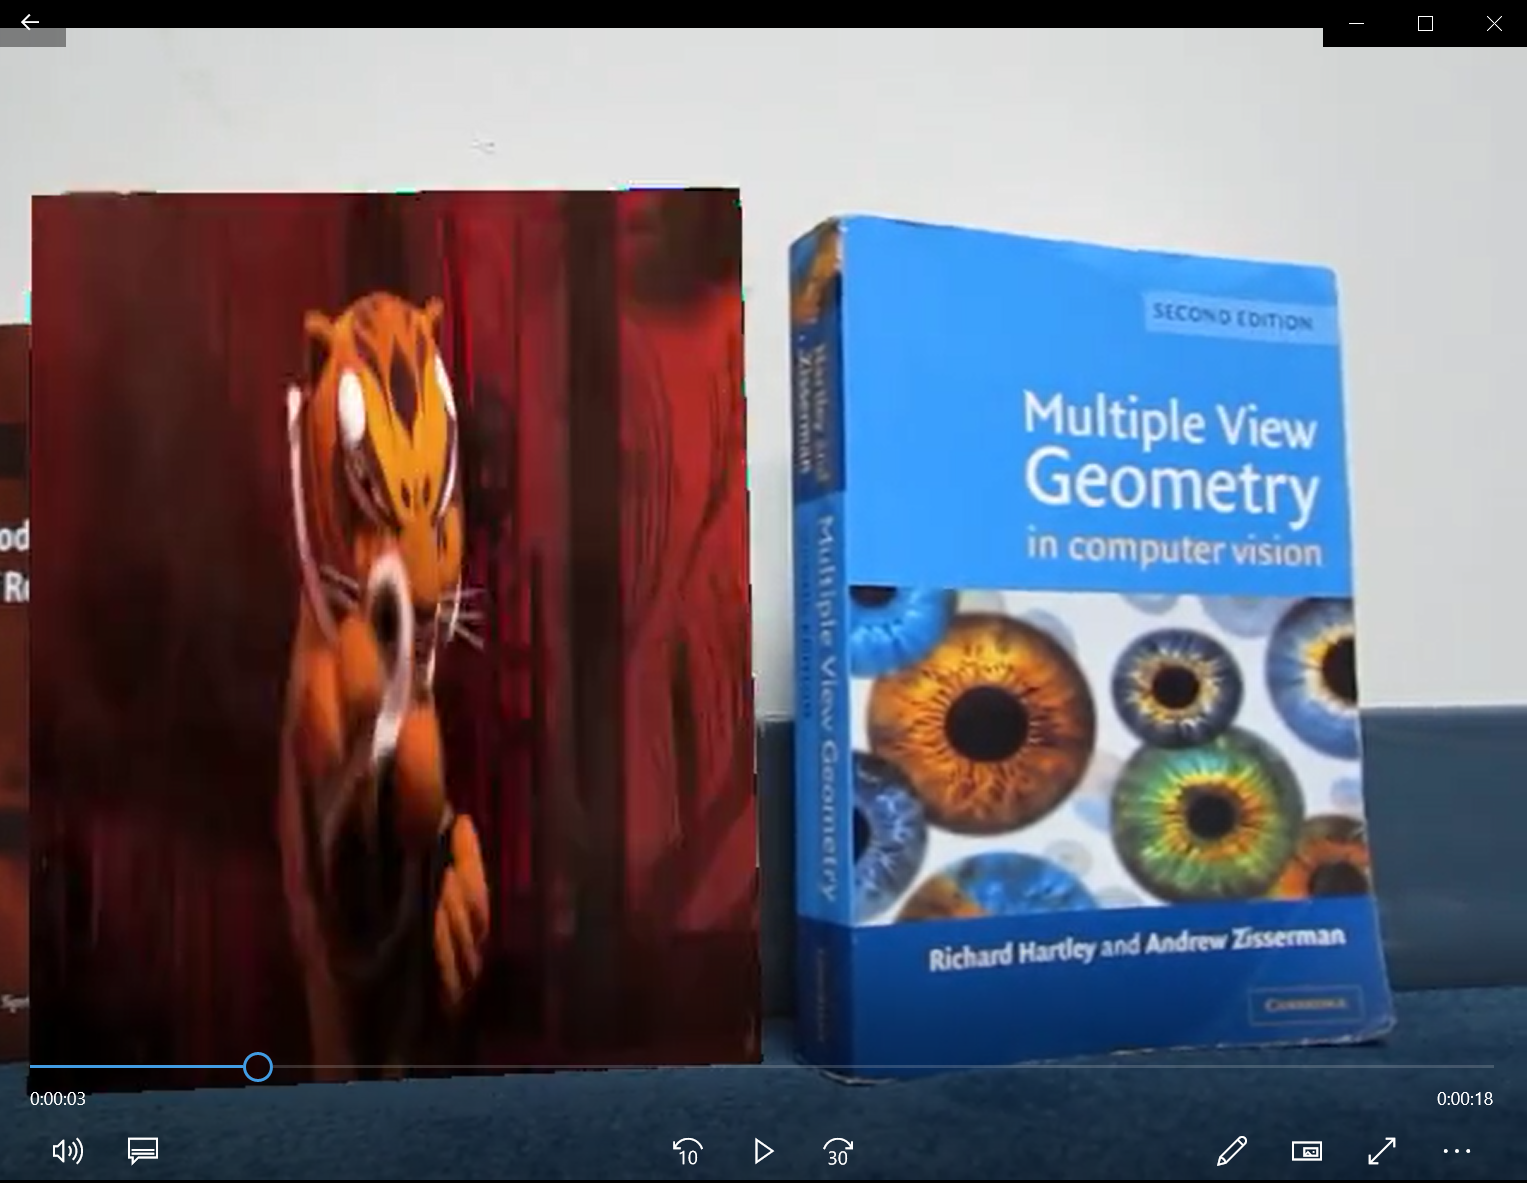 SECOND EDITION
Multiple View
Geometry
in computer vision
Hartley and
Zisserman
Multiple View Geometry
od
Re
Richard Hartley and Andrew Zisserman
CAMBRIDGE
0:00:03
0:00:18
10
30